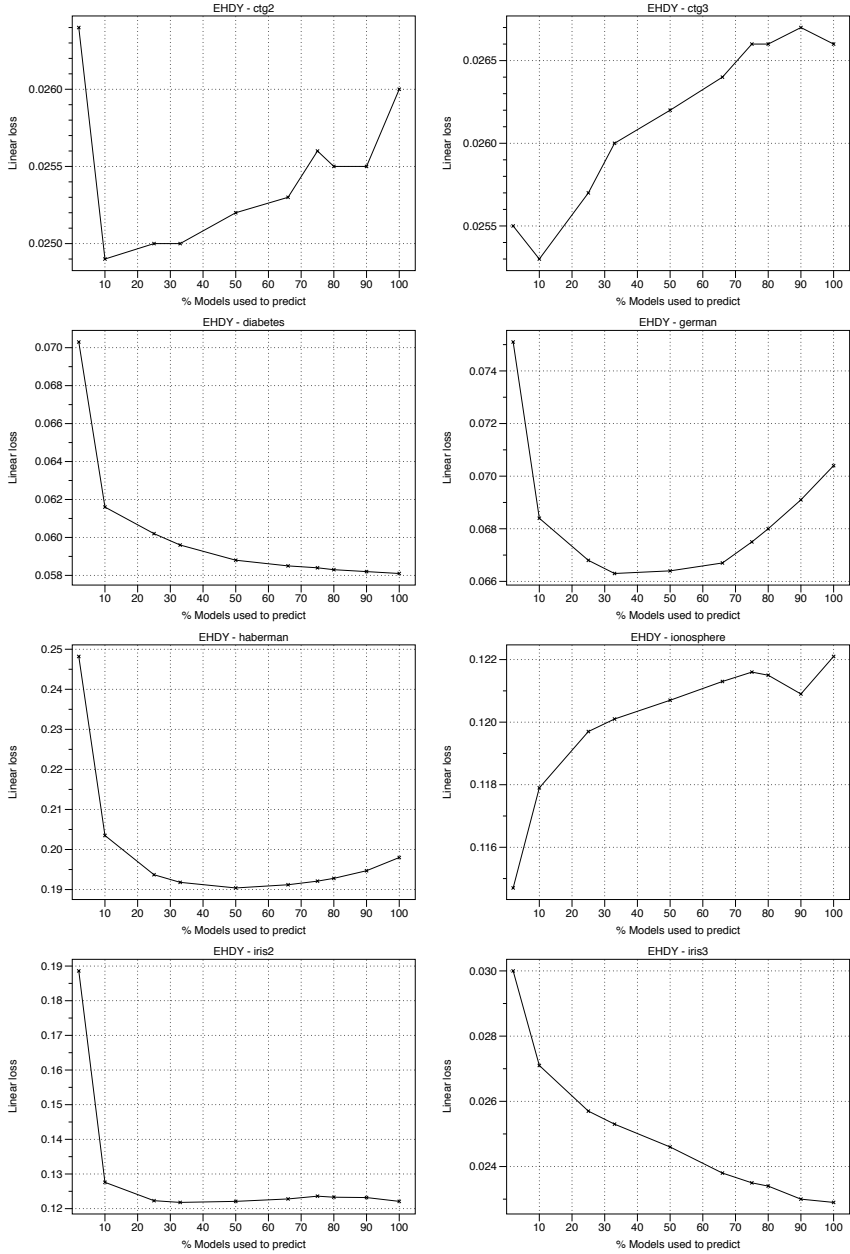 EHDY - ctg2
Linear loss
0.0260
0.0255
0.0250
10 20 30 40 50 60 70 80 90 100
% Models used to predict
EHDY - ctg3
Linear loss
0.0265
0.0260
0.0255
10 20 30 40 50 60 70 80 90 100
% Models used to predict
EHDY - diabetes
Linear loss
0.070
0.068
0.066
0.064
0.062
0.060
0.058
10 20 30 40 50 60 70 80 90 100
% Models used to predict
EHDY - german
Linear loss
0.074
0.072
0.070
0.068
0.066
10 20 30 40 50 60 70 80 90 100
% Models used to predict
EHDY - haberman
Linear loss
0.25
0.24
0.23
0.22
0.21
0.20
0.19
10 20 30 40 50 60 70 80 90 100
% Models used to predict
EHDY - ionosphere
Linear loss
0.122
0.120
0.118
0.116
10 20 30 40 50 60 70 80 90 100
% Models used to predict
EHDY - iris2
Linear loss
0.19
0.18
0.17
0.16
0.15
0.14
0.13
0.12
10 20 30 40 50 60 70 80 90 100
% Models used to predict
EHDY - iris3
Linear loss
0.030
0.028
0.026
0.024
10 20 30 40 50 60 70 80 90 100
% Models used to predict